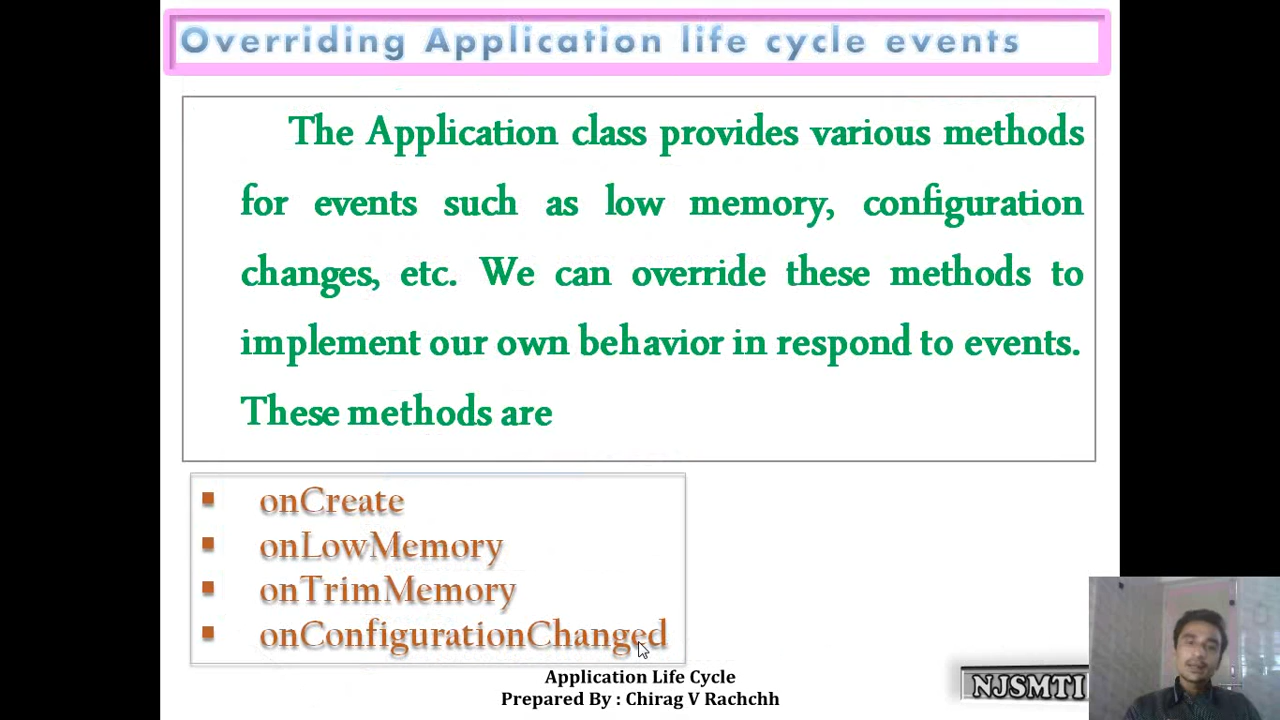 Overriding Application life cycle events
The Application class provides various methods
for events such as low memory, configuration
changes, etc. We can override these methods to
implement our own behavior in respond to events.
These methods are
▪ onCreate
▪ onLowMemory
▪ onTrimMemory
▪ onConfigurationChanged
Application Life Cycle
Prepared By : Chirag V Rachchh
NJSMTI